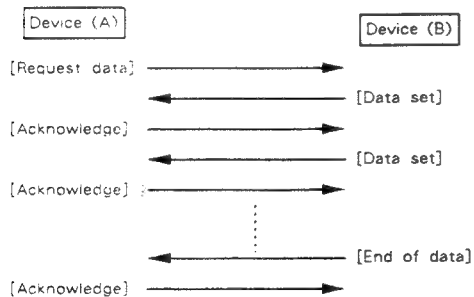 Device (A)
Device (B)
[Request data]
[Data set]
[Acknowledge]
[Data set]
[Acknowledge]
[End of data]
[Acknowledge]